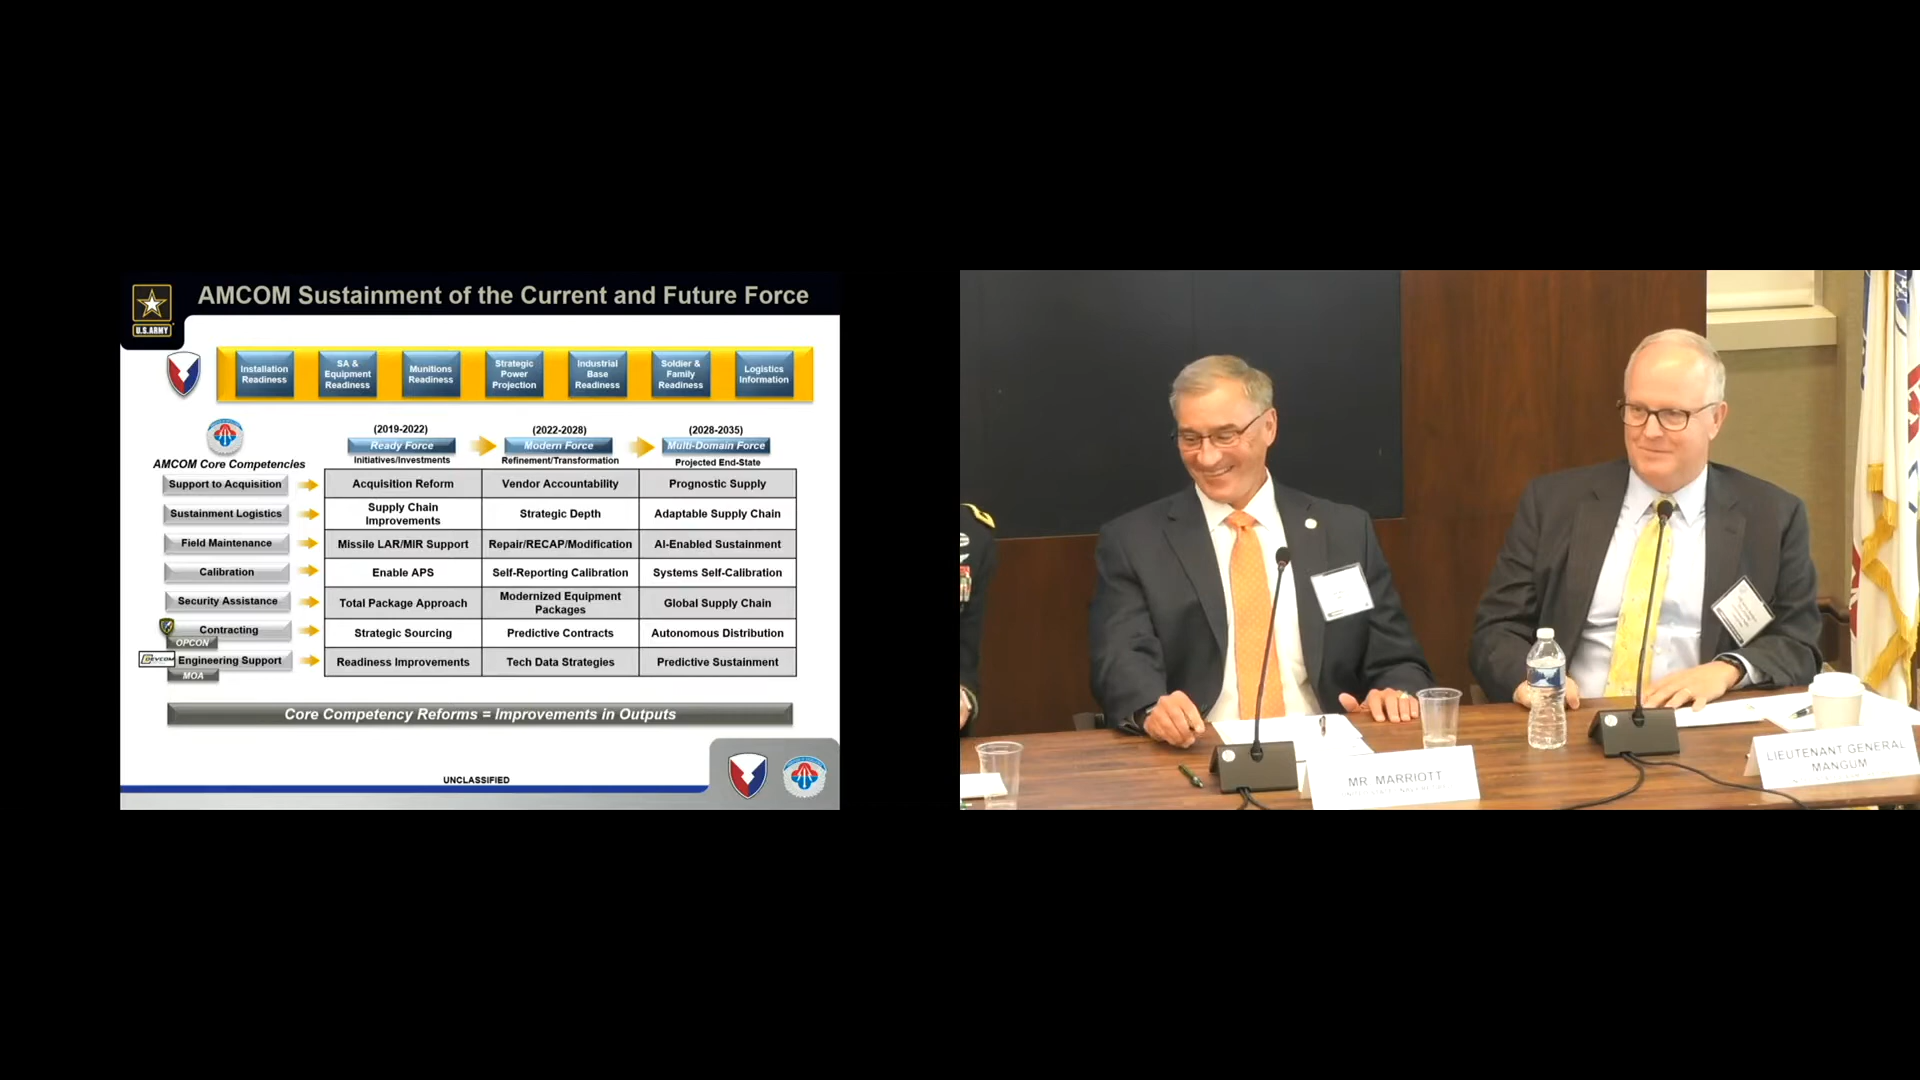 AMCOM Sustainment of the Current and Future Force
U.S.ARMY
Installation
Readiness
SA &
Equipment
Readiness
Munitions
Readiness
Strategic
Power
Projection
Industrial
Base
Readiness
Soldier &
Family
Readiness
Logistics
Information
(2019-2022)
Ready Force
Initiatives/Investments
(2022-2028)
Modern Force
Refinement/Transformation
(2028-2035)
Multi-Domain Force
Projected End-State
AMCOM Core Competencies
Support to Acquisition
Acquisition Reform
Vendor Accountability
Prognostic Supply
Sustainment Logistics
Supply Chain
Improvements
Strategic Depth
Adaptable Supply Chain
Field Maintenance
Missile LAR/MIR Support
Repair/RECAP/Modification
AI-Enabled Sustainment
Calibration
Enable APS
Self-Reporting Calibration
Systems Self-Calibration
Security Assistance
Total Package Approach
Modernized Equipment
Packages
Global Supply Chain
Contracting
OPCON
Strategic Sourcing
Predictive Contracts
Autonomous Distribution
DEVCOM
Engineering Support
MOA
Readiness Improvements
Tech Data Strategies
Predictive Sustainment
Core Competency Reforms = Improvements in Outputs
UNCLASSIFIED
MR. MARRIOTT
LIEUTENANT GENERAL
MANGUM